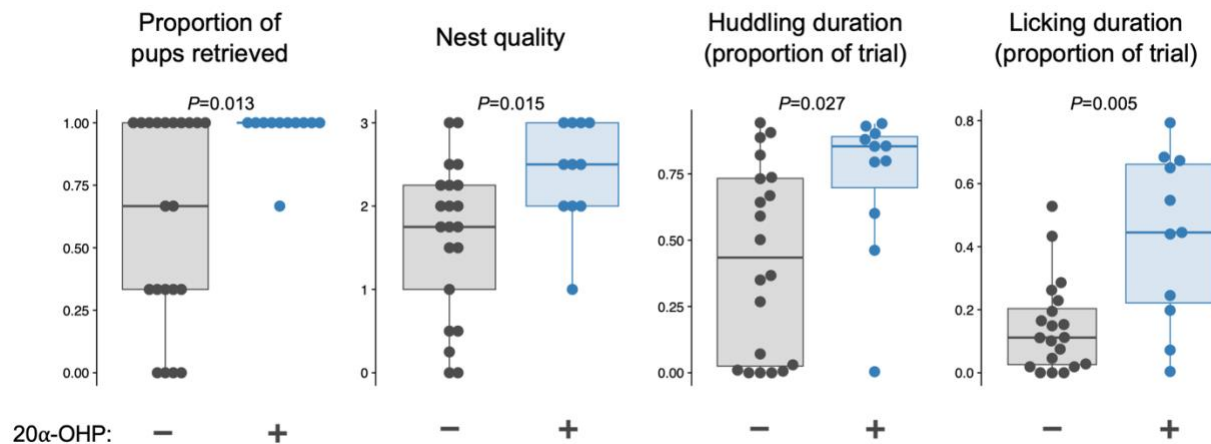 Proportion of
pups retrieved
P=0.013
1.00
0.75
0.50
0.25
0.00
Nest quality
P=0.015
3
2
1
0
Huddling duration
(proportion of trial)
P=0.027
0.75
0.50
0.25
0.00
Licking duration
(proportion of trial)
P=0.005
0.8
0.6
0.4
0.2
0.0
20α-OHP: − + − + − + − +